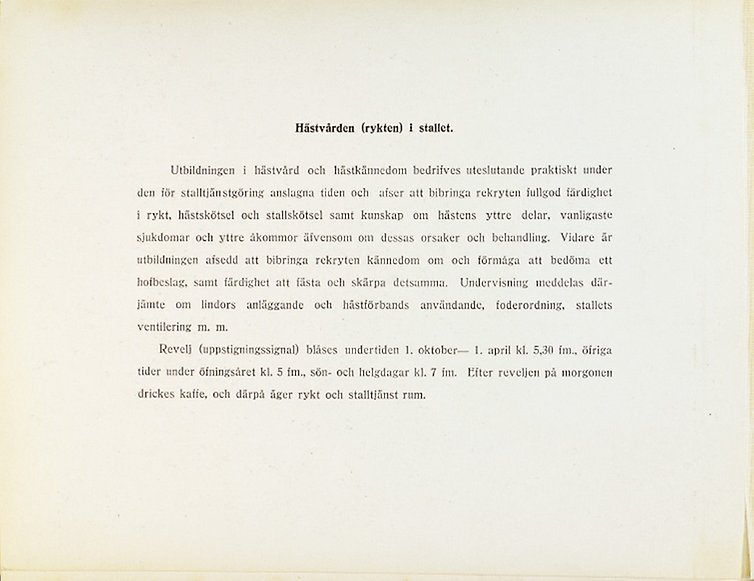 Hästvården (rykten) i stallet.
Utbildningen i hästvård och hästkännedom bedrifves uteslutande praktiskt under
den för stalltjänstgöring anslagna tiden och afser att bibringa rekryten fullgod färdighet
i rykt, hästskötsel och stallskötsel samt kunskap om hästens yttre delar, vanligaste
sjukdomar och yttre åkommor äfvensom om dessas orsaker och behandling. Vidare är
utbildningen afsedd att bibringa rekryten kännedom om och förmåga att bedöma ett
hofbeslag, samt färdighet att fästa och skärpa detsamma. Undervisning meddelas där-
jämte om lindors anläggande och hästförbands användande, foderordning, stallets
ventilering m. m.
Revelj (uppstigningssignal) blåses undertiden 1. oktober— 1. april kl. 5,30 fm., öfriga
tider under öfningsåret kl. 5 fm., sön- och helgdagar kl. 7 fm. Efter reveljen på morgonen
drickes kaffe, och därpå äger rykt och stalltjänst rum.